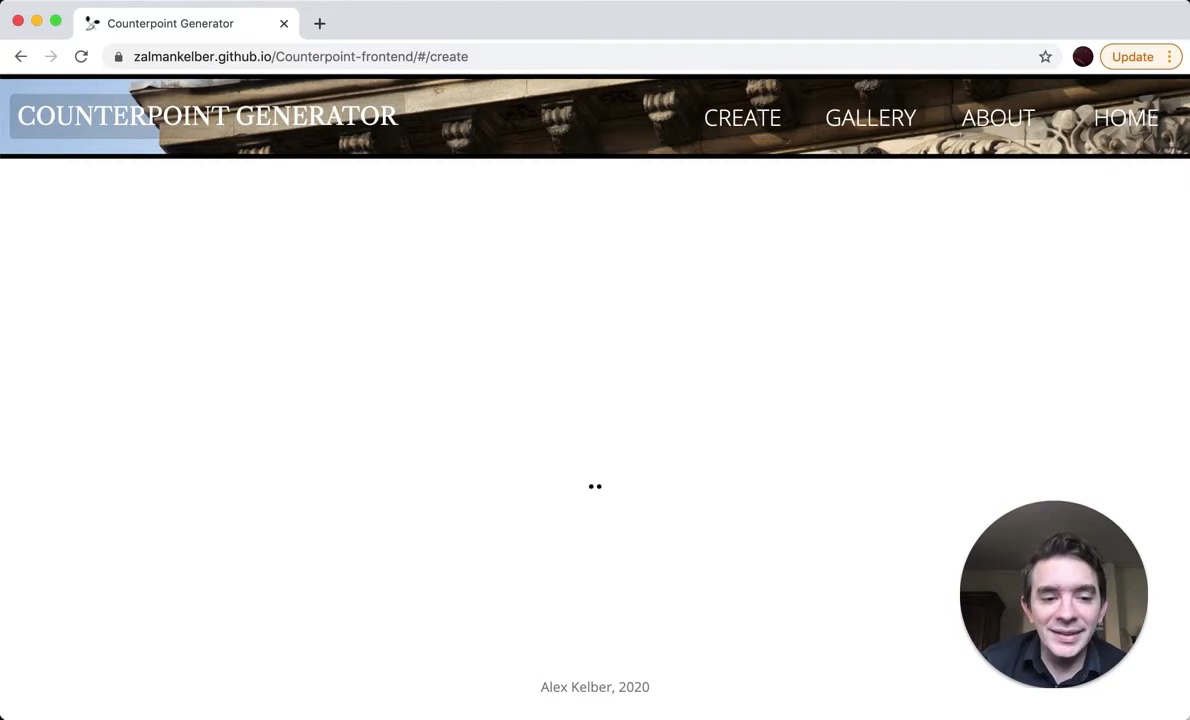 Counterpoint Generator
zalmankelber.github.io/Counterpoint-frontend/#/create
Update
COUNTERPOINT GENERATOR
CREATE GALLERY ABOUT HOME
Alex Kelber, 2020